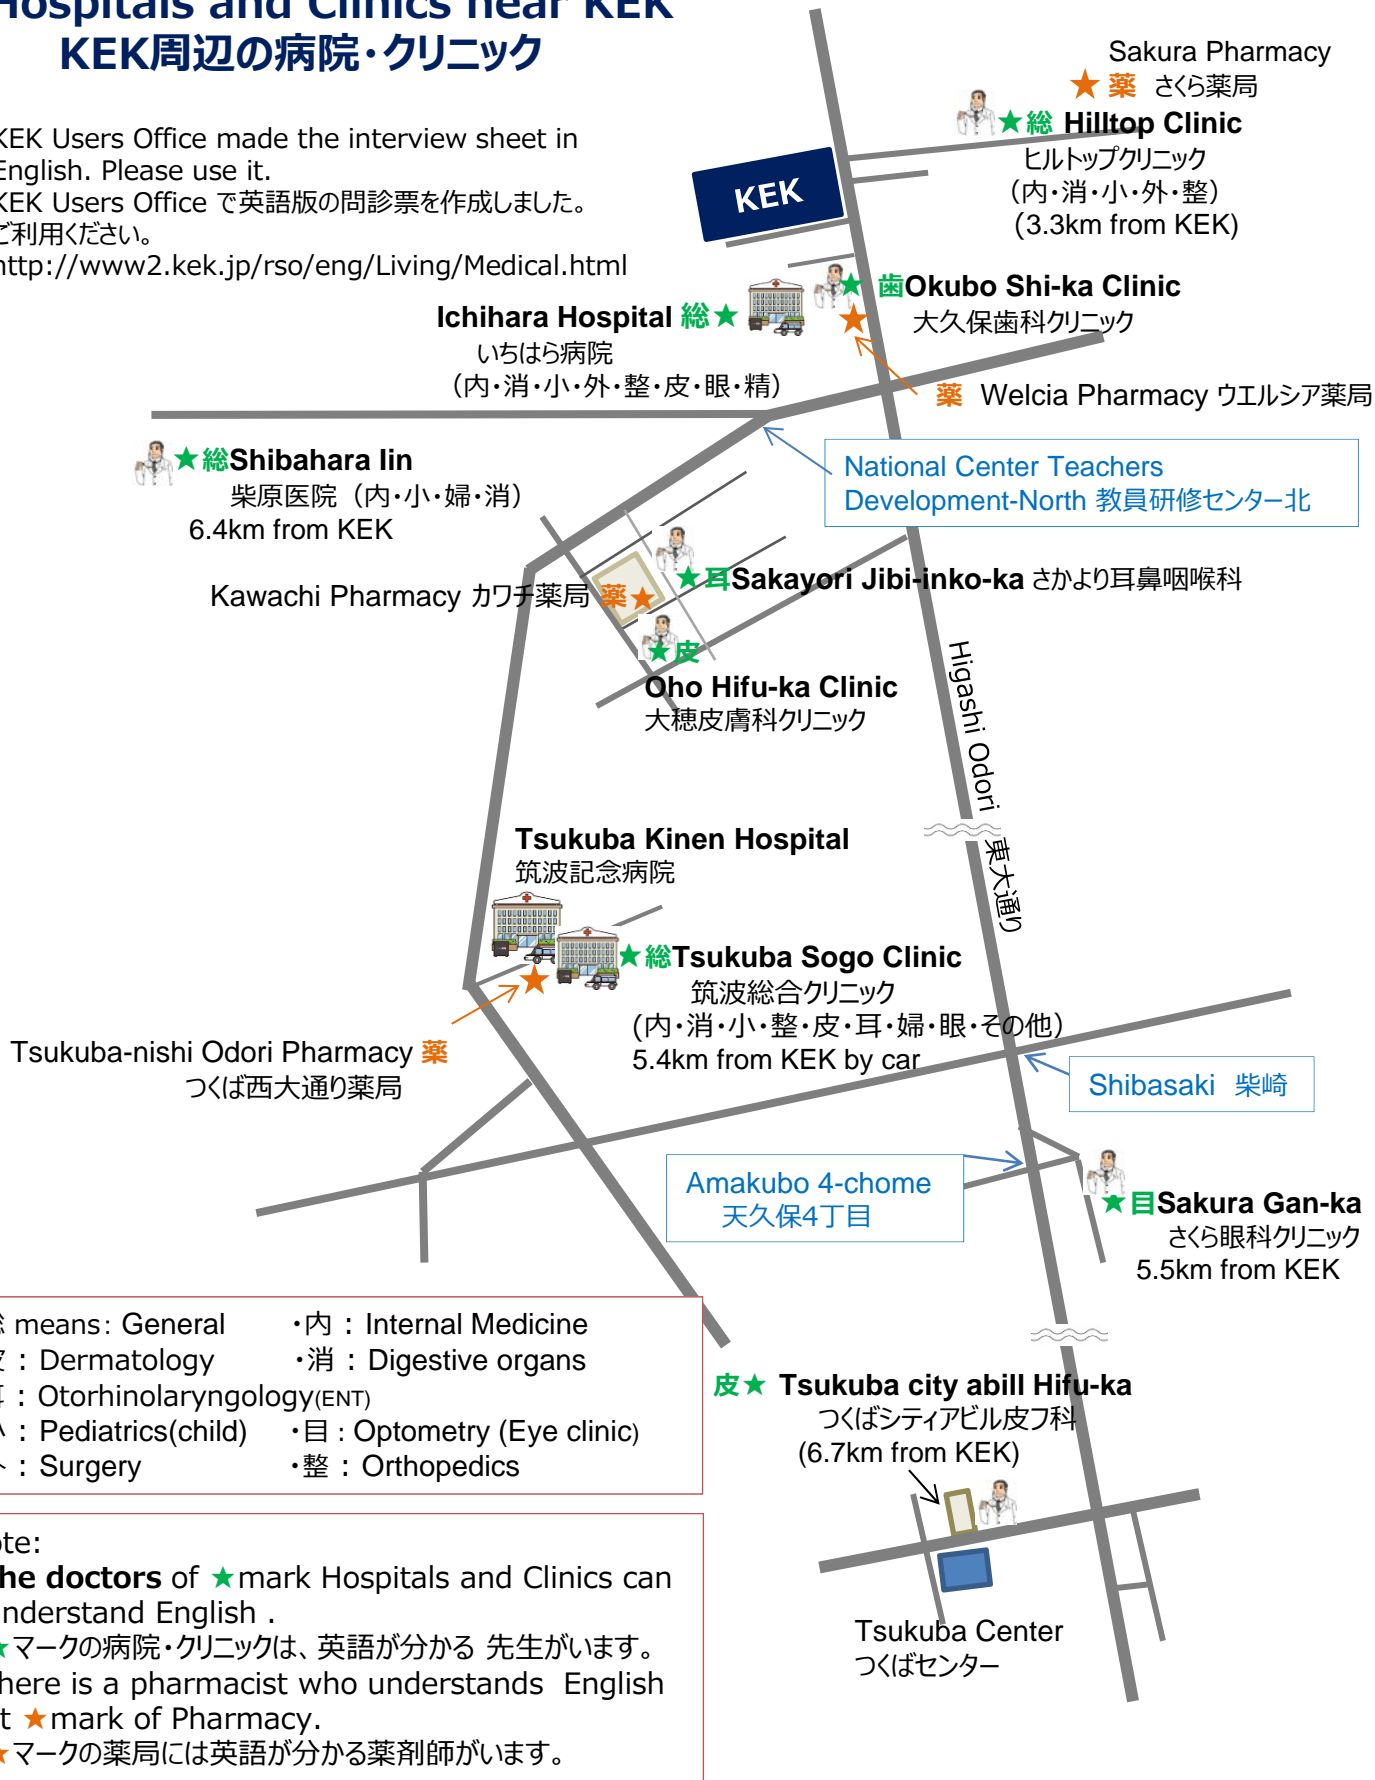 Hospitals and Clinics near KEK
KEK周辺の病院・クリニック
KEK Users Office made the interview sheet in
English. Please use it.
KEK Users Office で英語版の問診票を作成しました。
ご利用ください。
http://www2.kek.jp/rso/eng/Living/Medical.html
Sakura Pharmacy
★ 薬 さくら薬局
★総 Hilltop Clinic
ヒルトップクリニック
（内・消・小・外・整）
(3.3km from KEK)
KEK
★ 歯Okubo Shi-ka Clinic
大久保歯科クリニック
★
Ichihara Hospital 総★
いちはら病院
（内・消・小・外・整・皮・眼・精）
薬 Welcia Pharmacy ウエルシア薬局
★総Shibahara Iin
柴原医院（内・小・婦・消）
6.4km from KEK
National Center Teachers
Development-North 教員研修センター北
★耳Sakayori Jibi-inko-ka さかより耳鼻咽喉科
Kawachi Pharmacy カワチ薬局 薬★
★皮
Oho Hifu-ka Clinic
大穂皮膚科クリニック
Higashi Odori 東大通り
Tsukuba Kinen Hospital
筑波記念病院
★総Tsukuba Sogo Clinic
筑波総合クリニック
(内・消・小・整・皮・耳・婦・眼・その他）
5.4km from KEK by car
★
Tsukuba-nishi Odori Pharmacy 薬
つくば西大通り薬局
Shibasaki 柴崎
Amakubo 4-chome
天久保4丁目
★目Sakura Gan-ka
さくら眼科クリニック
5.5km from KEK
means: General ・内 : Internal Medicine
皮 : Dermatology ・消 : Digestive organs
: Otorhinolaryngology(ENT)
: Pediatrics(child) ・目 : Optometry (Eye clinic)
: Surgery ・整 : Orthopedics
皮★ Tsukuba city abill Hifu-ka
つくばシティアビル皮フ科
(6.7km from KEK)
Tsukuba Center
つくばセンター
Note:
The doctors of ★mark Hospitals and Clinics can
understand English .
★マークの病院・クリニックは、英語が分かる 先生がいます。
There is a pharmacist who understands English
at ★mark of Pharmacy.
★マークの薬局には英語が分かる薬剤師がいます。